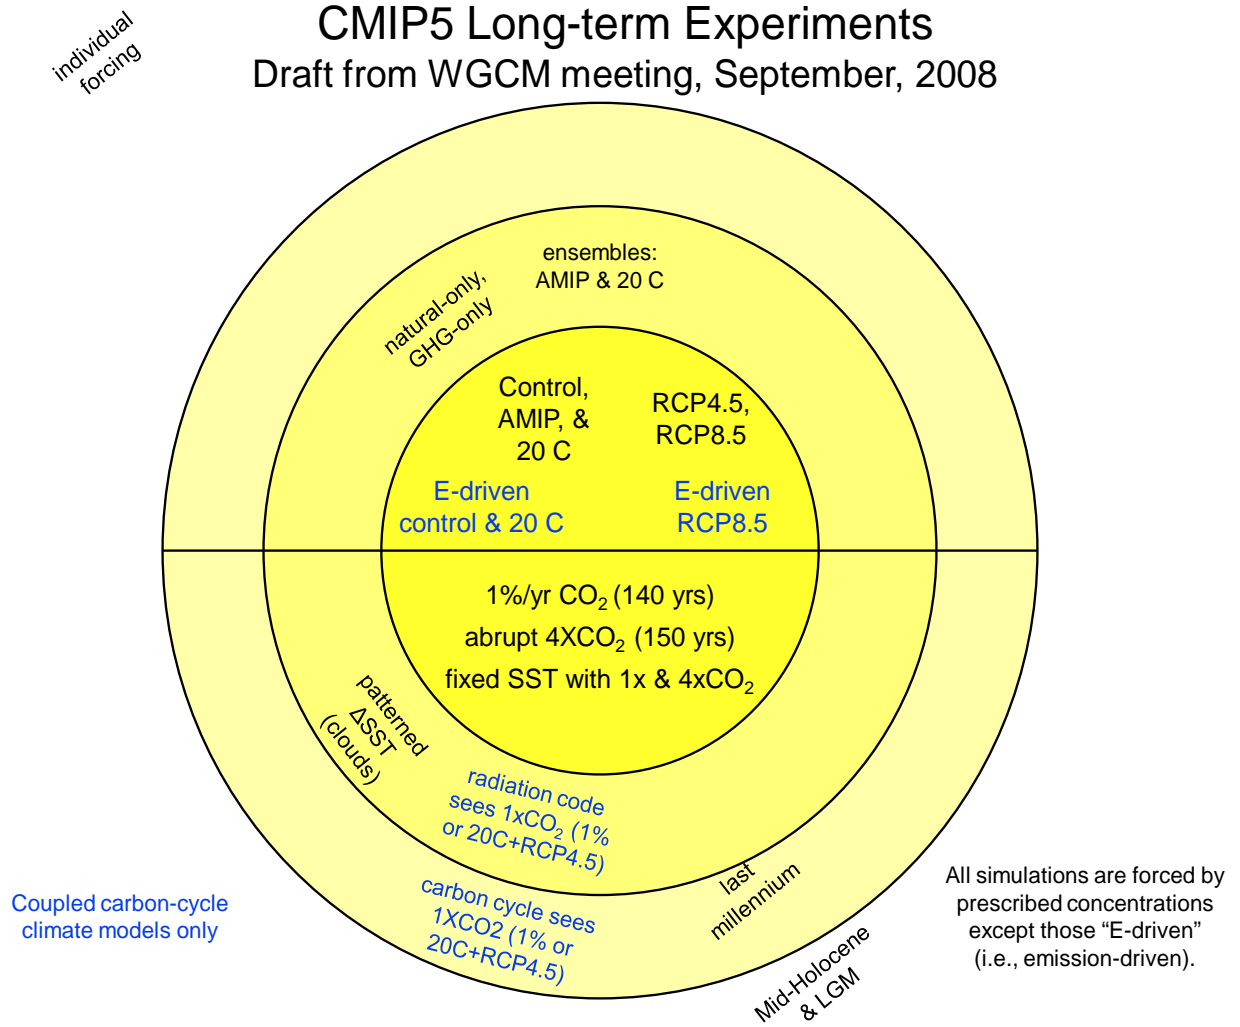 CMIP5 Long-term Experiments
Draft from WGCM meeting, September, 2008
individual
forcing
ensembles:
AMIP & 20 C
natural-only,
GHG-only
Control,
AMIP, &
20 C
RCP4.5,
RCP8.5
E-driven
control & 20 C
E-driven
RCP8.5
1%/yr CO₂ (140 yrs)
abrupt 4XCO₂ (150 yrs)
fixed SST with 1x & 4xCO₂
patterned
ΔSST
(clouds)
radiation code
sees 1xCO₂ (1%
or 20C+RCP4.5)
carbon cycle sees
1XCO2 (1% or
20C+RCP4.5)
last
millennium
Mid-Holocene
& LGM
Coupled carbon-cycle
climate models only
All simulations are forced by
prescribed concentrations
except those “E-driven”
(i.e., emission-driven).